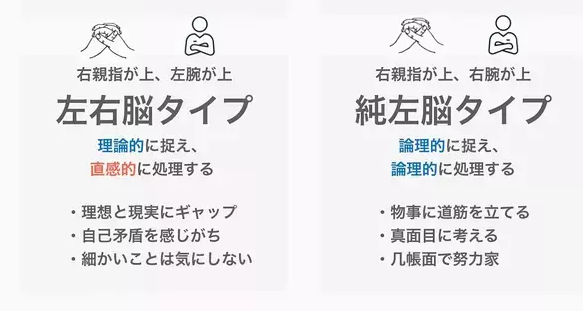 右親指が上、左腕が上
左右脳タイプ
理論的に捉え、
直感的に処理する
・理想と現実にギャップ
・自己矛盾を感じがち
・細かいことは気にしない
右親指が上、右腕が上
純左脳タイプ
論理的に捉え、
論理的に処理する
・物事に道筋を立てる
・真面目に考える
・几帳面で努力家